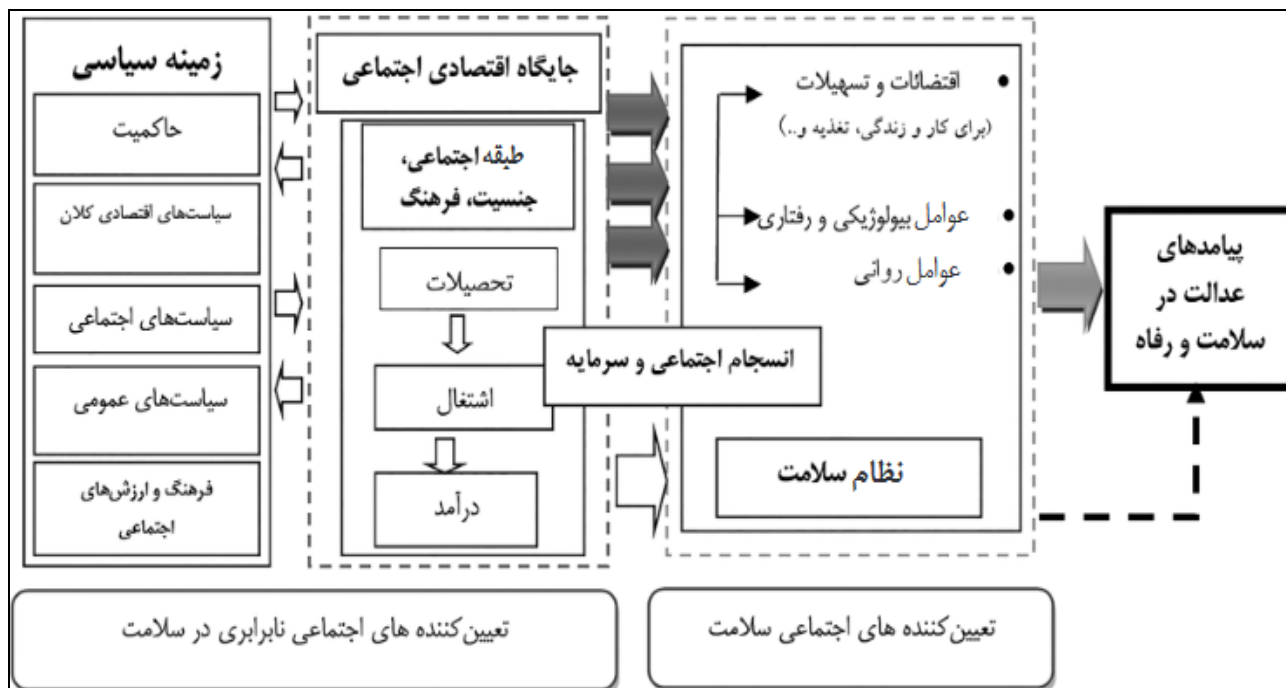 زمینه سیاسی
حاکمیت
سیاست‌های اقتصادی کلان
سیاست‌های اجتماعی
سیاست‌های عمومی
فرهنگ و ارزش‌های
اجتماعی
جایگاه اقتصادی اجتماعی
طبقه اجتماعی،
جنسیت، فرهنگ
تحصیلات
اشتغال
درآمد
انسجام اجتماعی و سرمایه
• اقتضائات و تسهیلات
(برای کار و زندگی، تغذیه و..)
• عوامل بیولوژیکی و رفتاری
• عوامل روانی
نظام سلامت
پیامدهای
عدالت در
سلامت و رفاه
تعیین‌کننده های اجتماعی نابرابری در سلامت
تعیین‌کننده های اجتماعی سلامت